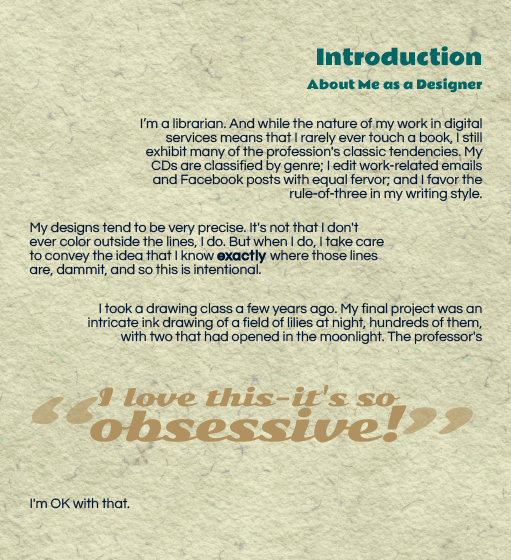 Introduction
About Me as a Designer
I'm a librarian. And while the nature of my work in digital
services means that I rarely ever touch a book, I still
exhibit many of the profession's classic tendencies. My
CDs are classified by genre; I edit work-related emails
and Facebook posts with equal fervor; and I favor the
rule-of-three in my writing style.
My designs tend to be very precise. It's not that I don't
ever color outside the lines, I do. But when I do, I take care
to convey the idea that I know exactly where those lines
are, dammit, and so this is intentional.
I took a drawing class a few years ago. My final project was an
intricate ink drawing of a field of lilies at night, hundreds of them,
with two that had opened in the moonlight. The professor's
“I love this-it's so
obsessive!”
I'm OK with that.